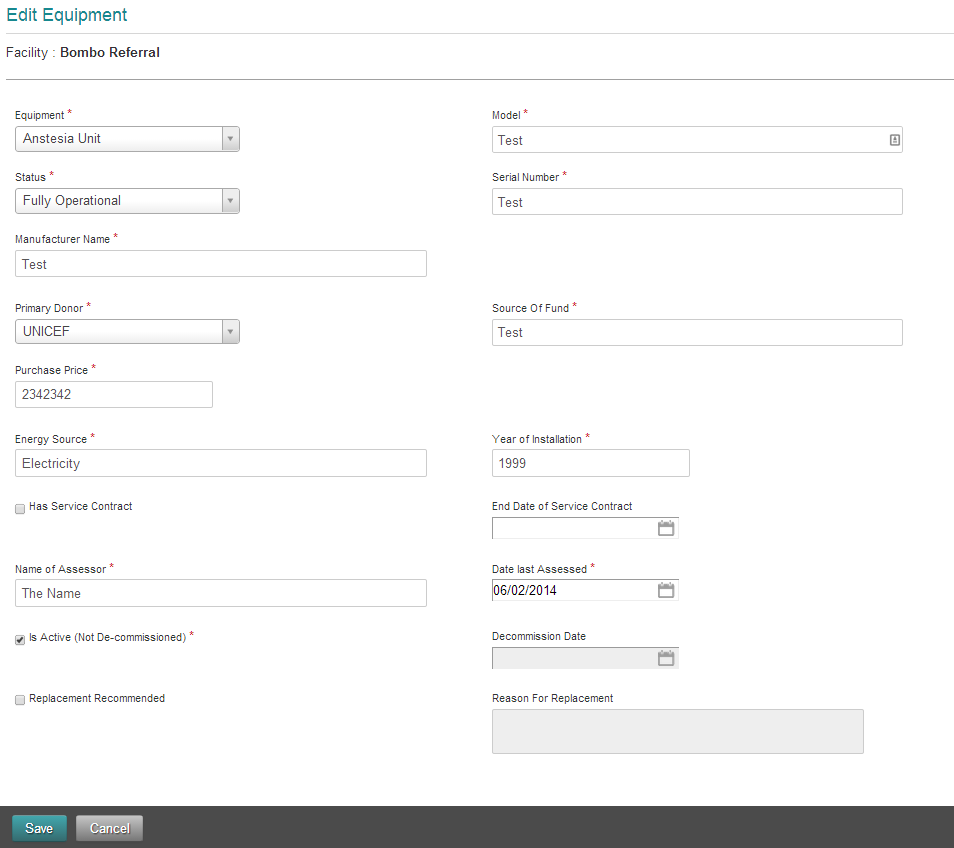 Edit Equipment
Facility : Bombo Referral
Equipment *
Anstesia Unit
Model *
Test
Status *
Fully Operational
Serial Number *
Test
Manufacturer Name *
Test
Primary Donor *
UNICEF
Source Of Fund *
Test
Purchase Price *
2342342
Energy Source *
Electricity
Year of Installation *
1999
Has Service Contract
End Date of Service Contract
Name of Assessor *
The Name
Date last Assessed *
06/02/2014
Is Active (Not De-commissioned) *
Decommission Date
Replacement Recommended
Reason For Replacement
Save Cancel